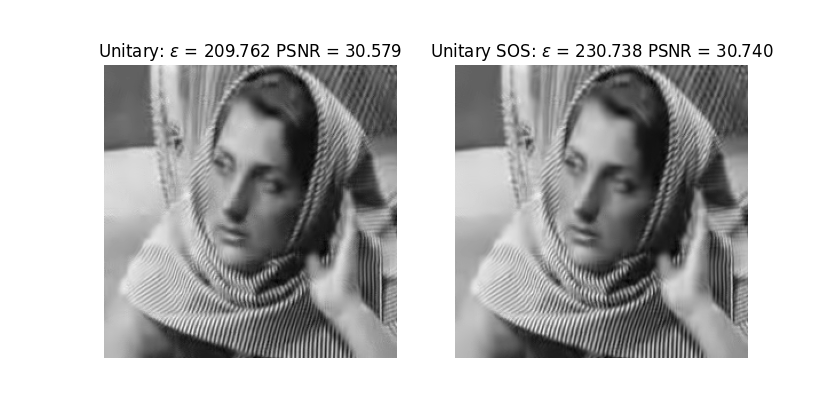 Unitary: ε = 209.762 PSNR = 30.579
Unitary SOS: ε = 230.738 PSNR = 30.740